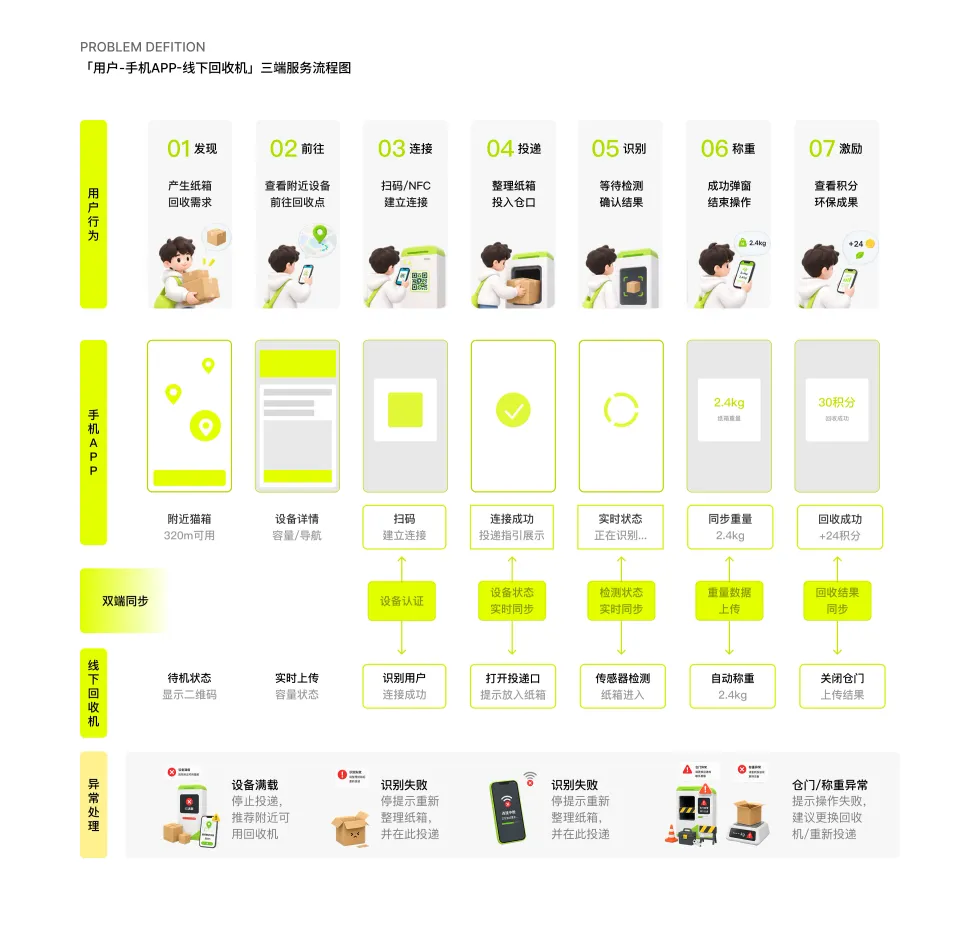 PROBLEM DEFITION
「用户-手机APP-线下回收机」三端服务流程图
用户行为
01 发现
产生纸箱
回收需求
02 前往
查看附近设备
前往回收点
03 连接
扫码/NFC
建立连接
04 投递
整理纸箱
投入仓口
05 识别
等待检测
确认结果
06 称重
成功弹窗
结束操作
2.4kg
07 激励
查看积分
环保成果
+24
手机APP
2.4kg
纸箱重量
30积分
回收成功
附近猫箱
320m可用
设备详情
容量/导航
扫码
建立连接
连接成功
投递指引展示
实时状态
正在识别...
同步重量
2.4kg
回收成功
+24积分
双端同步
设备认证
设备状态
实时同步
检测状态
实时同步
重量数据
上传
回收结果
同步
线下回收机
待机状态
显示二维码
实时上传
容量状态
识别用户
连接成功
打开投递口
提示放入纸箱
传感器检测
纸箱进入
自动称重
2.4kg
关闭仓门
上传结果
异常处理
设备满载
停止投递，
推荐附近可
用回收机
识别失败
停提示重新
整理纸箱，
并在此投递
识别失败
停提示重新
整理纸箱，
并在此投递
仓门/称重异常
提示操作失败，
建议更换回收
机/重新投递